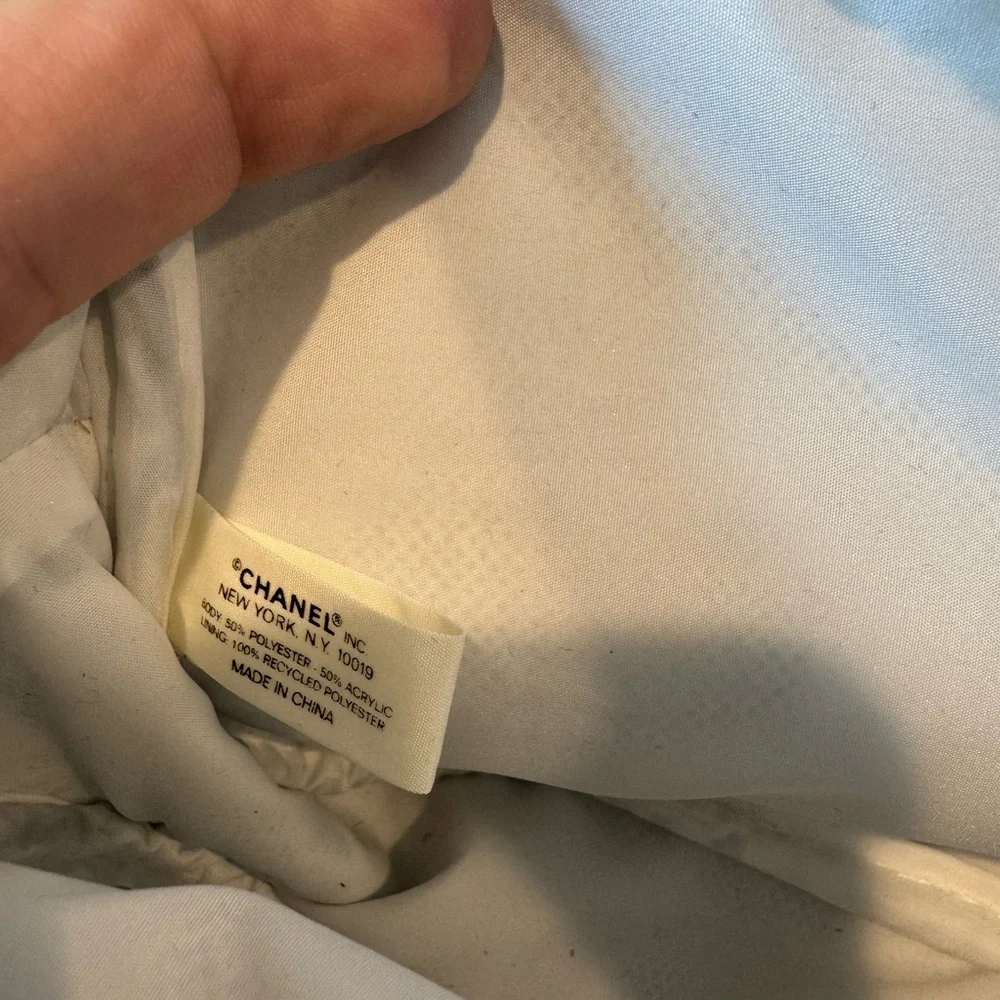 ©CHANEL® INC
NEW YORK, N.Y. 10019
BODY: 50% POLYESTER - 50% ACRYLIC
LINING: 100% RECYCLED POLYESTER
MADE IN CHINA